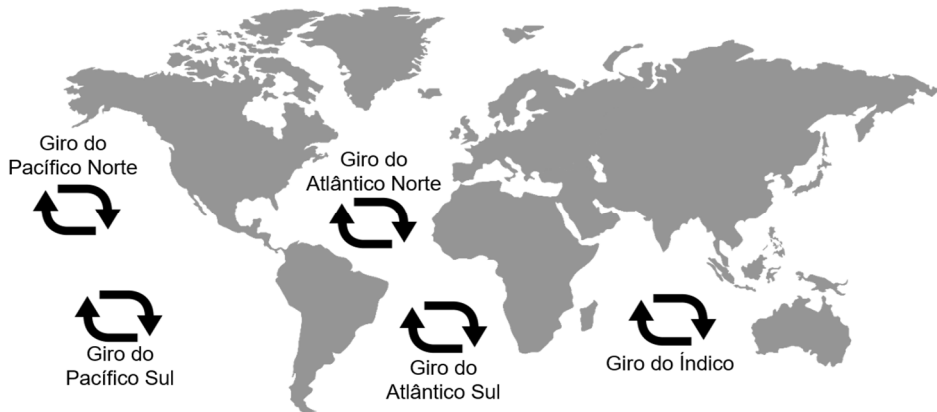 Giro do
Pacífico Norte
Giro do
Atlântico Norte
Giro do
Pacífico Sul
Giro do
Atlântico Sul
Giro do Índico